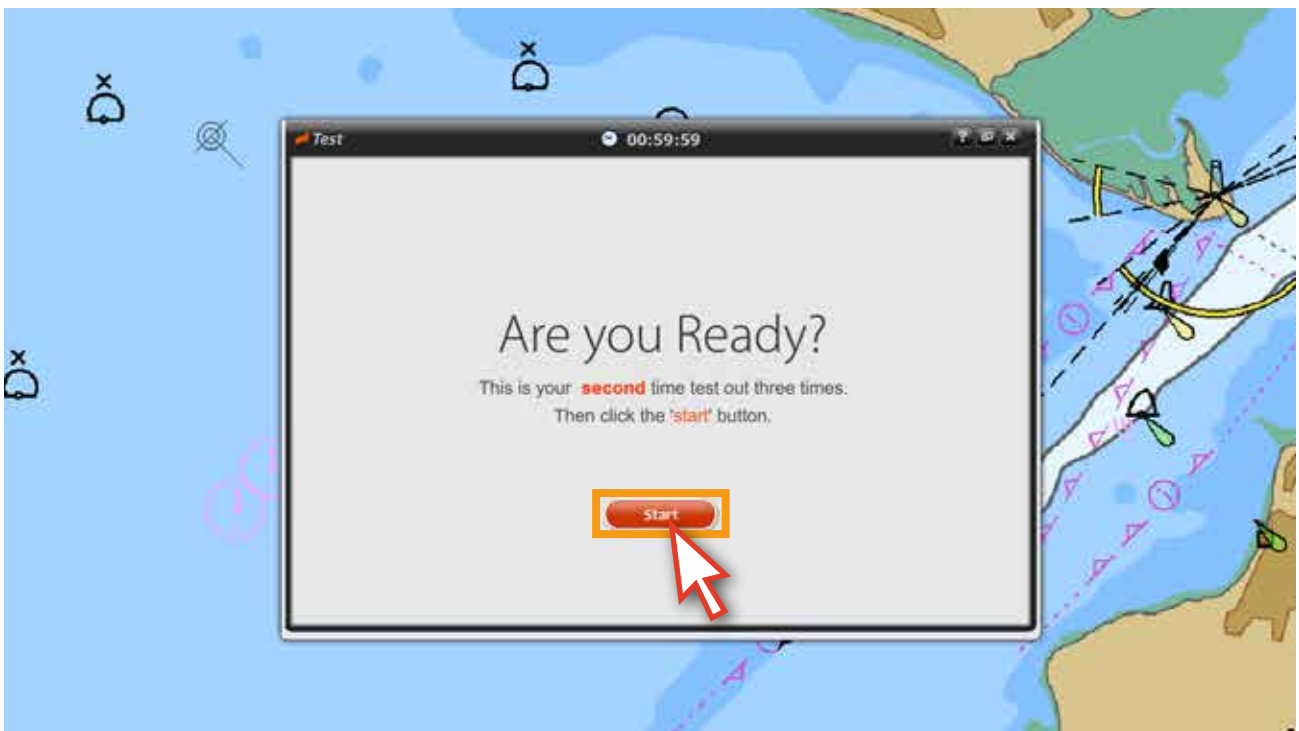 Test
00:59:59
Are you Ready?
This is your second time test out three times.
Then click the 'start' button.
Start